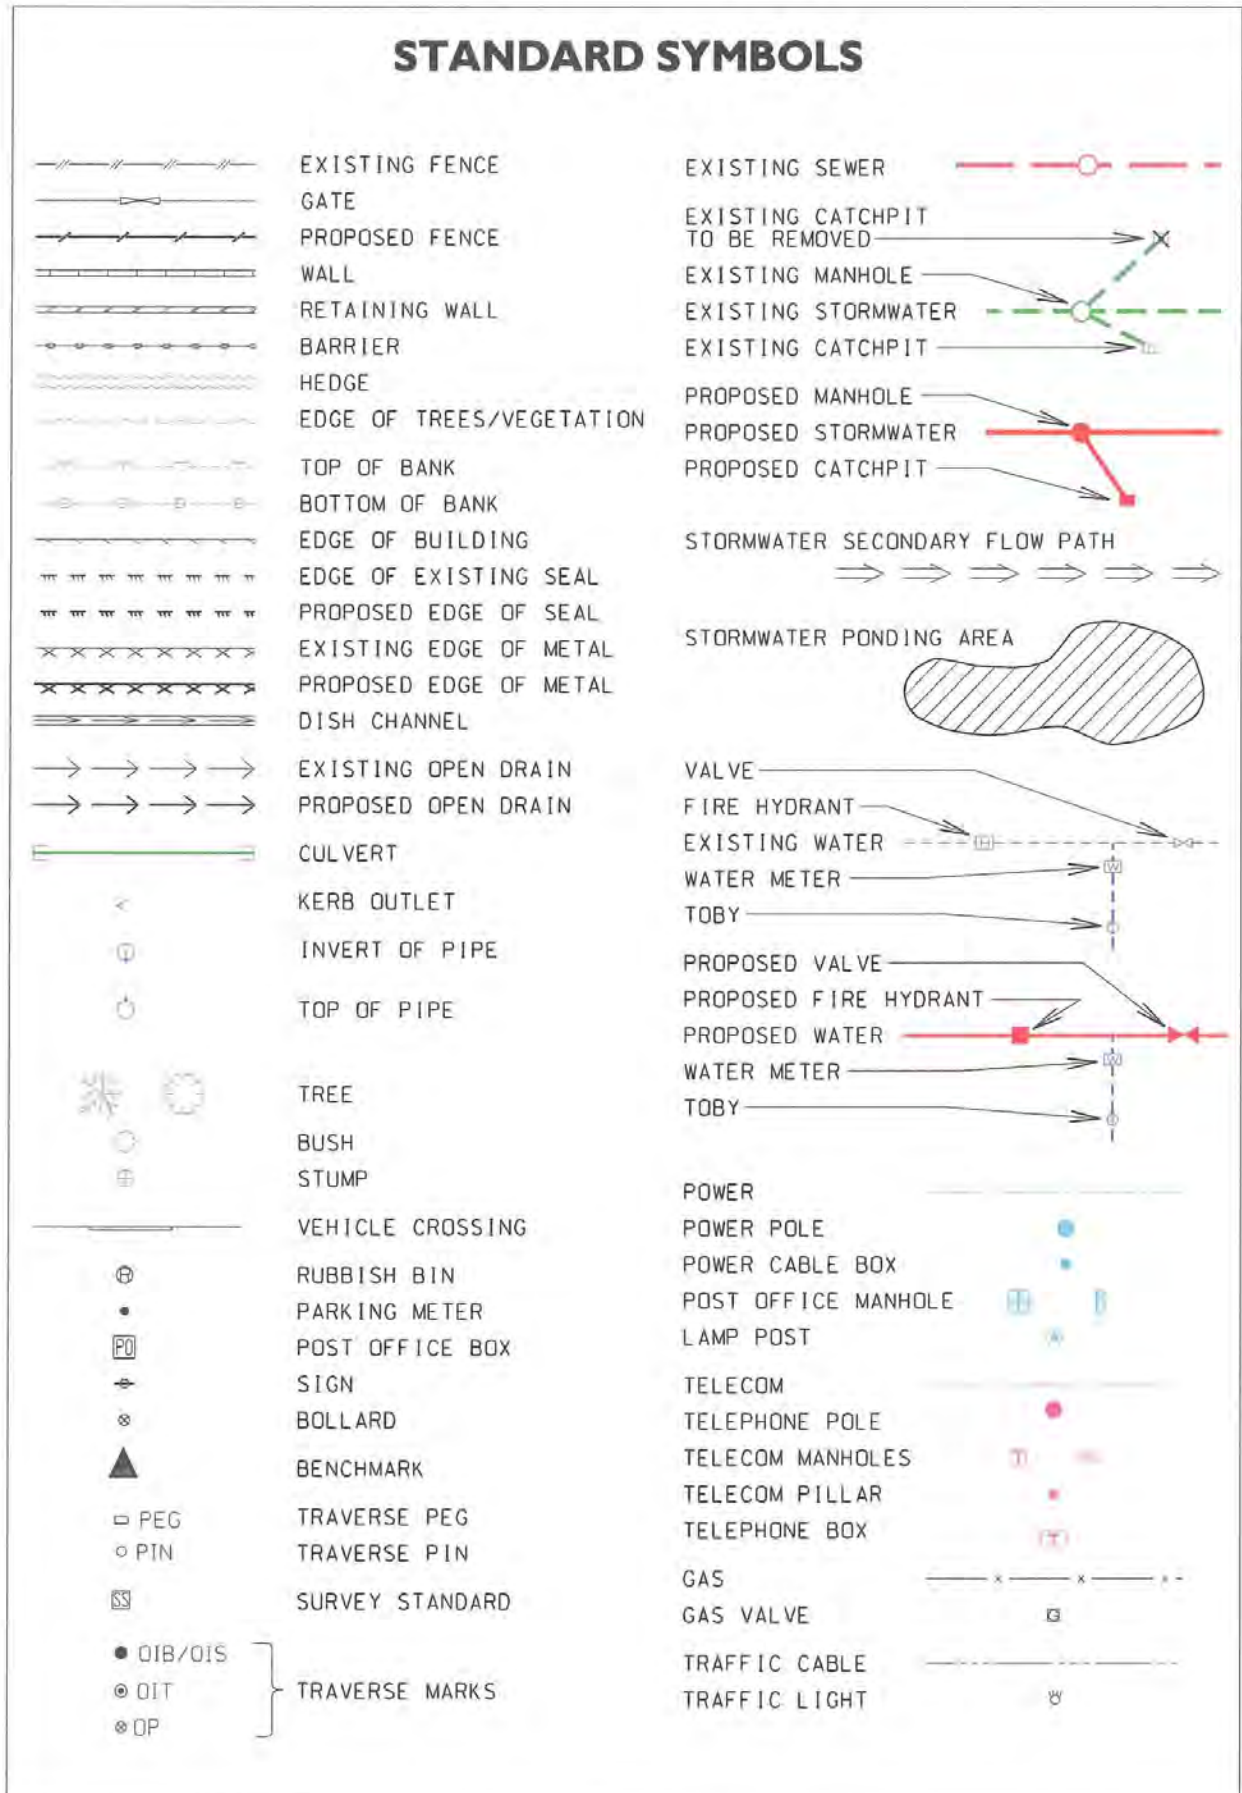 STANDARD SYMBOLS
EXISTING FENCE
GATE
PROPOSED FENCE
WALL
RETAINING WALL
BARRIER
HEDGE
EDGE OF TREES/VEGETATION
TOP OF BANK
BOTTOM OF BANK
EDGE OF BUILDING
EDGE OF EXISTING SEAL
PROPOSED EDGE OF SEAL
EXISTING EDGE OF METAL
PROPOSED EDGE OF METAL
DISH CHANNEL
EXISTING OPEN DRAIN
PROPOSED OPEN DRAIN
CULVERT
KERB OUTLET
INVERT OF PIPE
TOP OF PIPE
TREE
BUSH
STUMP
VEHICLE CROSSING
RUBBISH BIN
PARKING METER
PO POST OFFICE BOX
SIGN
BOLLARD
BENCHMARK
PEG TRAVERSE PEG
PIN TRAVERSE PIN
SS SURVEY STANDARD
OIB/OIS
OIT TRAVERSE MARKS
OP
EXISTING SEWER
EXISTING CATCHPIT
TO BE REMOVED
EXISTING MANHOLE
EXISTING STORMWATER
EXISTING CATCHPIT
PROPOSED MANHOLE
PROPOSED STORMWATER
PROPOSED CATCHPIT
STORMWATER SECONDARY FLOW PATH
STORMWATER PONDING AREA
VALVE
FIRE HYDRANT
EXISTING WATER H
WATER METER W
TOBY
PROPOSED VALVE
PROPOSED FIRE HYDRANT
PROPOSED WATER
WATER METER W
TOBY
POWER
POWER POLE
POWER CABLE BOX
POST OFFICE MANHOLE
LAMP POST
TELECOM
TELEPHONE POLE
TELECOM MANHOLES T
TELECOM PILLAR
TELEPHONE BOX T
GAS
GAS VALVE G
TRAFFIC CABLE
TRAFFIC LIGHT